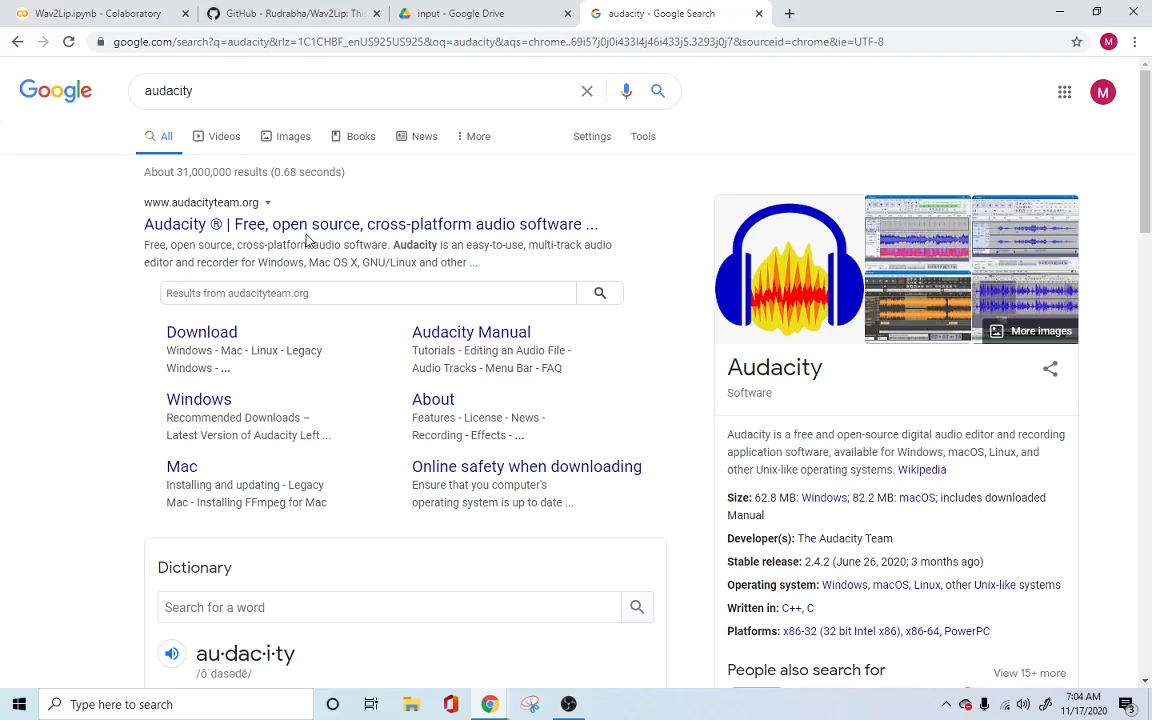 Wav2Lip.ipynb - Colaboratory
GitHub - Rudrabha/Wav2Lip: Thi
input - Google Drive
audacity - Google Search
google.com/search?q=audacity&rlz=1C1CHBF_enUS925US925&oq=audacity&aqs=chrome..69i57j0j0i433l4j46i433j5.3293j0j7&sourceid=chrome&ie=UTF-8
M
Google
audacity
M
All
Videos
Images
Books
News
More
Settings
Tools
About 31,000,000 results (0.68 seconds)
www.audacityteam.org
Audacity ® | Free, open source, cross-platform audio software ...
Free, open source, cross-platform audio software. Audacity is an easy-to-use, multi-track audio
editor and recorder for Windows, Mac OS X, GNU/Linux and other ...
Results from audacityteam.org
Download
Windows - Mac - Linux - Legacy
Windows - ...
Audacity Manual
Tutorials - Editing an Audio File -
Audio Tracks - Menu Bar - FAQ
Windows
Recommended Downloads –
Latest Version of Audacity Left ...
About
Features - License - News -
Recording - Effects - ...
Mac
Installing and updating - Legacy
Mac - Installing FFmpeg for Mac
Online safety when downloading
Ensure that you computer's
operating system is up to date ...
Dictionary
Search for a word
au·dac·i·ty
/ôˈdasədē/
More images
Audacity
Software
Audacity is a free and open-source digital audio editor and recording
application software, available for Windows, macOS, Linux, and
other Unix-like operating systems. Wikipedia
Size: 62.8 MB: Windows; 82.2 MB: macOS; includes downloaded
Manual
Developer(s): The Audacity Team
Stable release: 2.4.2 (June 26, 2020; 3 months ago)
Operating system: Windows, macOS, Linux, other Unix-like systems
Written in: C++, C
Platforms: x86-32 (32 bit Intel x86), x86-64, PowerPC
People also search for
View 15+ more
Type here to search
7:04 AM
11/17/2020
3